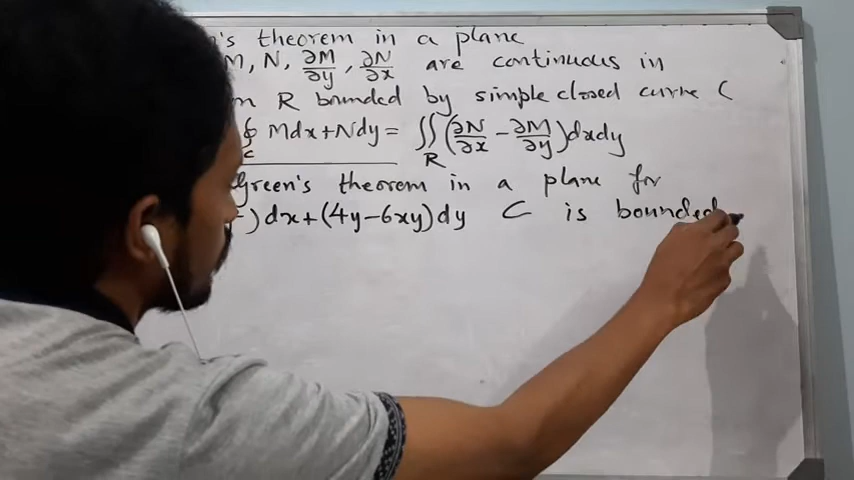 's theorem in a plane
M, N, ∂M/∂y, ∂N/∂x are continuous in
R bounded by simple closed curve C
∮c Mdx+Ndy = ∬R (∂N/∂x − ∂M/∂y) dxdy
Green's theorem in a plane for
) dx+(4y−6xy)dy C is bounded